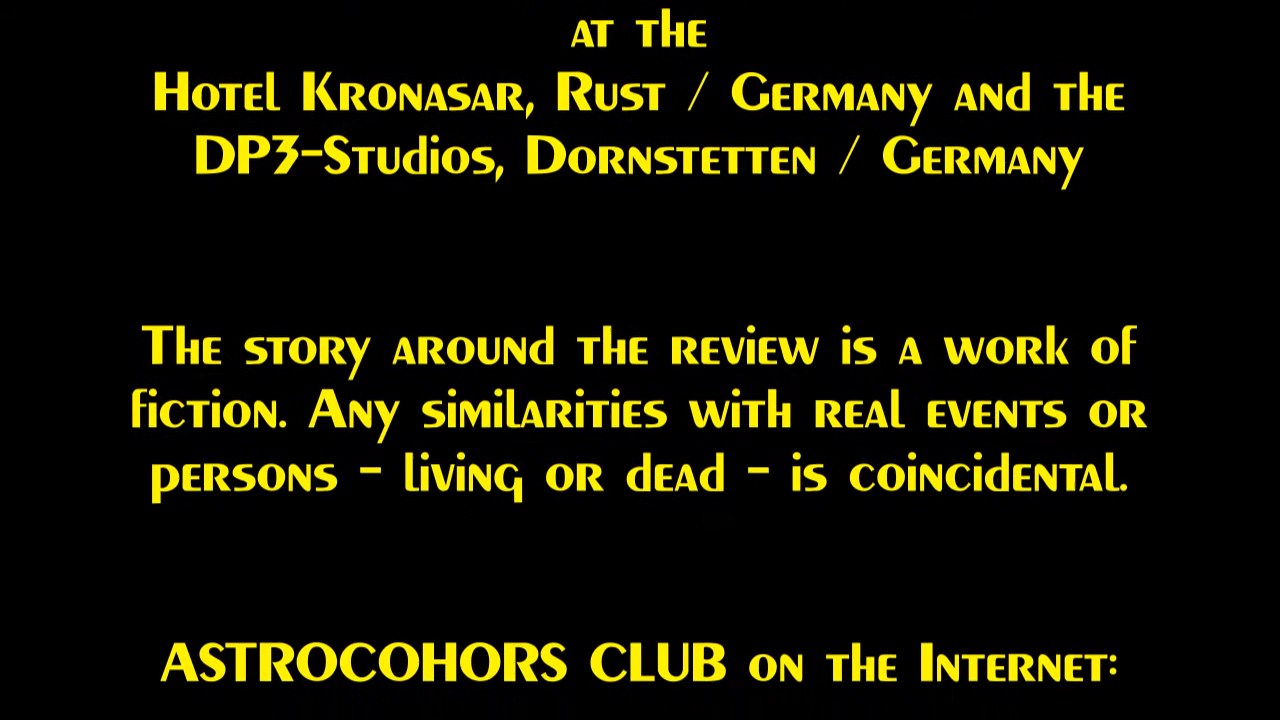 at the
Hotel Kronasar, Rust / Germany and the
DP3-Studios, Dornstetten / Germany
The story around the review is a work of
fiction. Any similarities with real events or
persons - living or dead - is coincidental.
ASTROCOHORS CLUB on the Internet: